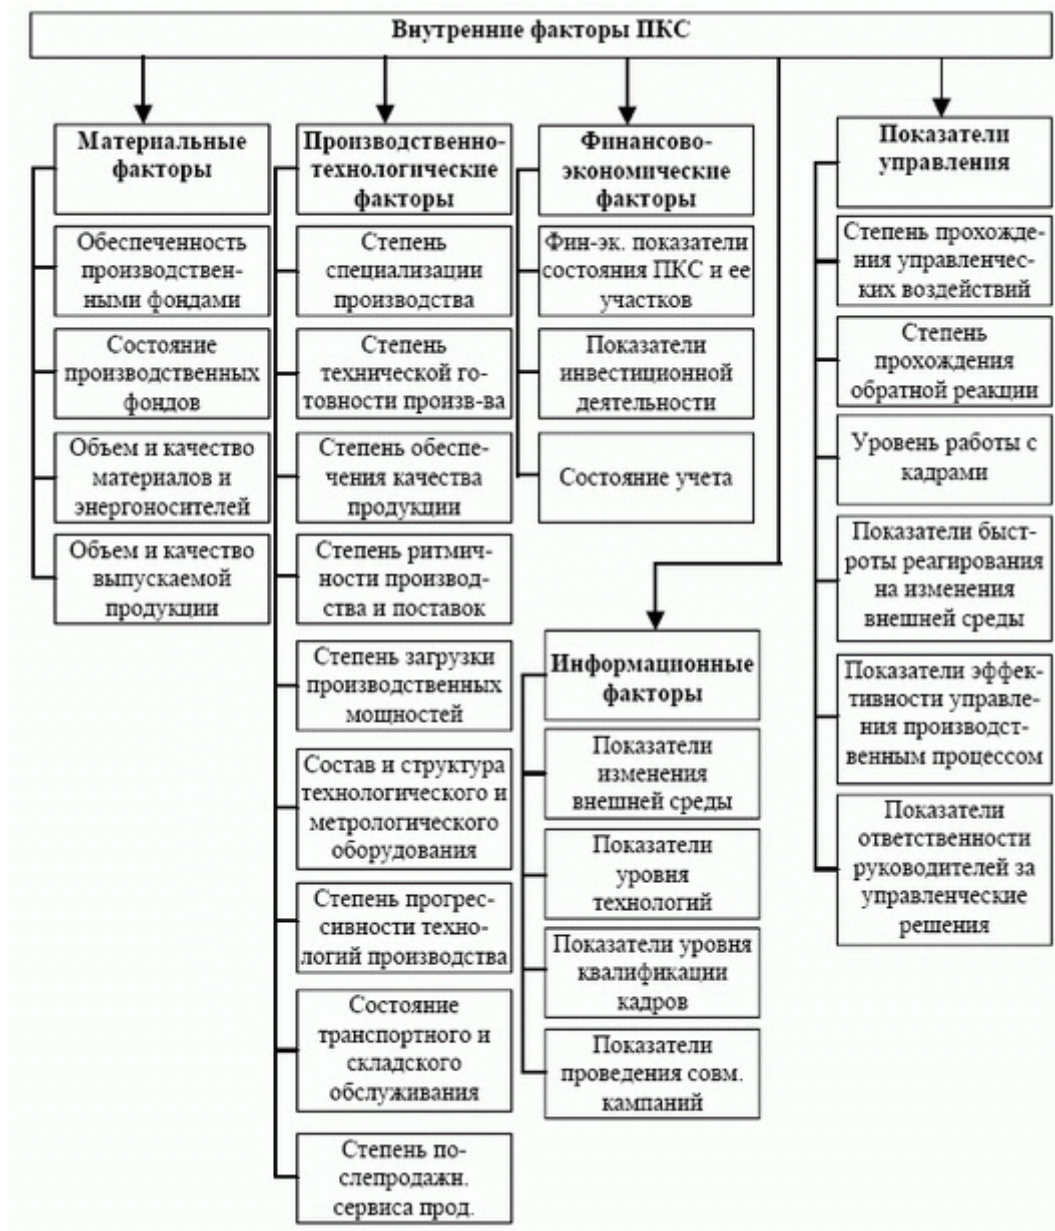 Внутренние факторы ПКС
Материальные
факторы
Обеспеченность
производствен-
ными фондами
Состояние
производственных
фондов
Объем и качество
материалов и
энергоносителей
Объем и качество
выпускаемой
продукции
Производственно-
технологические
факторы
Степень
специализации
производства
Степень
технической го-
товности произв-ва
Степень обеспе-
чения качества
продукции
Степень ритмич-
ности производ-
ства и поставок
Степень загрузки
производственных
мощностей
Состав и структура
технологического и
метрологического
оборудования
Степень прогрес-
сивности техно-
логий производства
Состояние
транспортного и
складского
обслуживания
Степень по-
слепродажн.
сервиса прод.
Финансово-
экономические
факторы
Фин-эк. показатели
состояния ПКС и ее
участков
Показатели
инвестиционной
деятельности
Состояние учета
Информационные
факторы
Показатели
изменения
внешней среды
Показатели
уровня
технологий
Показатели уровня
квалификации
кадров
Показатели
проведения совм.
кампаний
Показатели
управления
Степень прохожде-
ния управленчес-
ких воздействий
Степень
прохождения
обратной реакции
Уровень работы с
кадрами
Показатели быст-
роты реагирования
на изменения
внешней среды
Показатели эффек-
тивности управле-
ния производст-
венным процессом
Показатели
ответственности
руководителей за
управленческие
решения